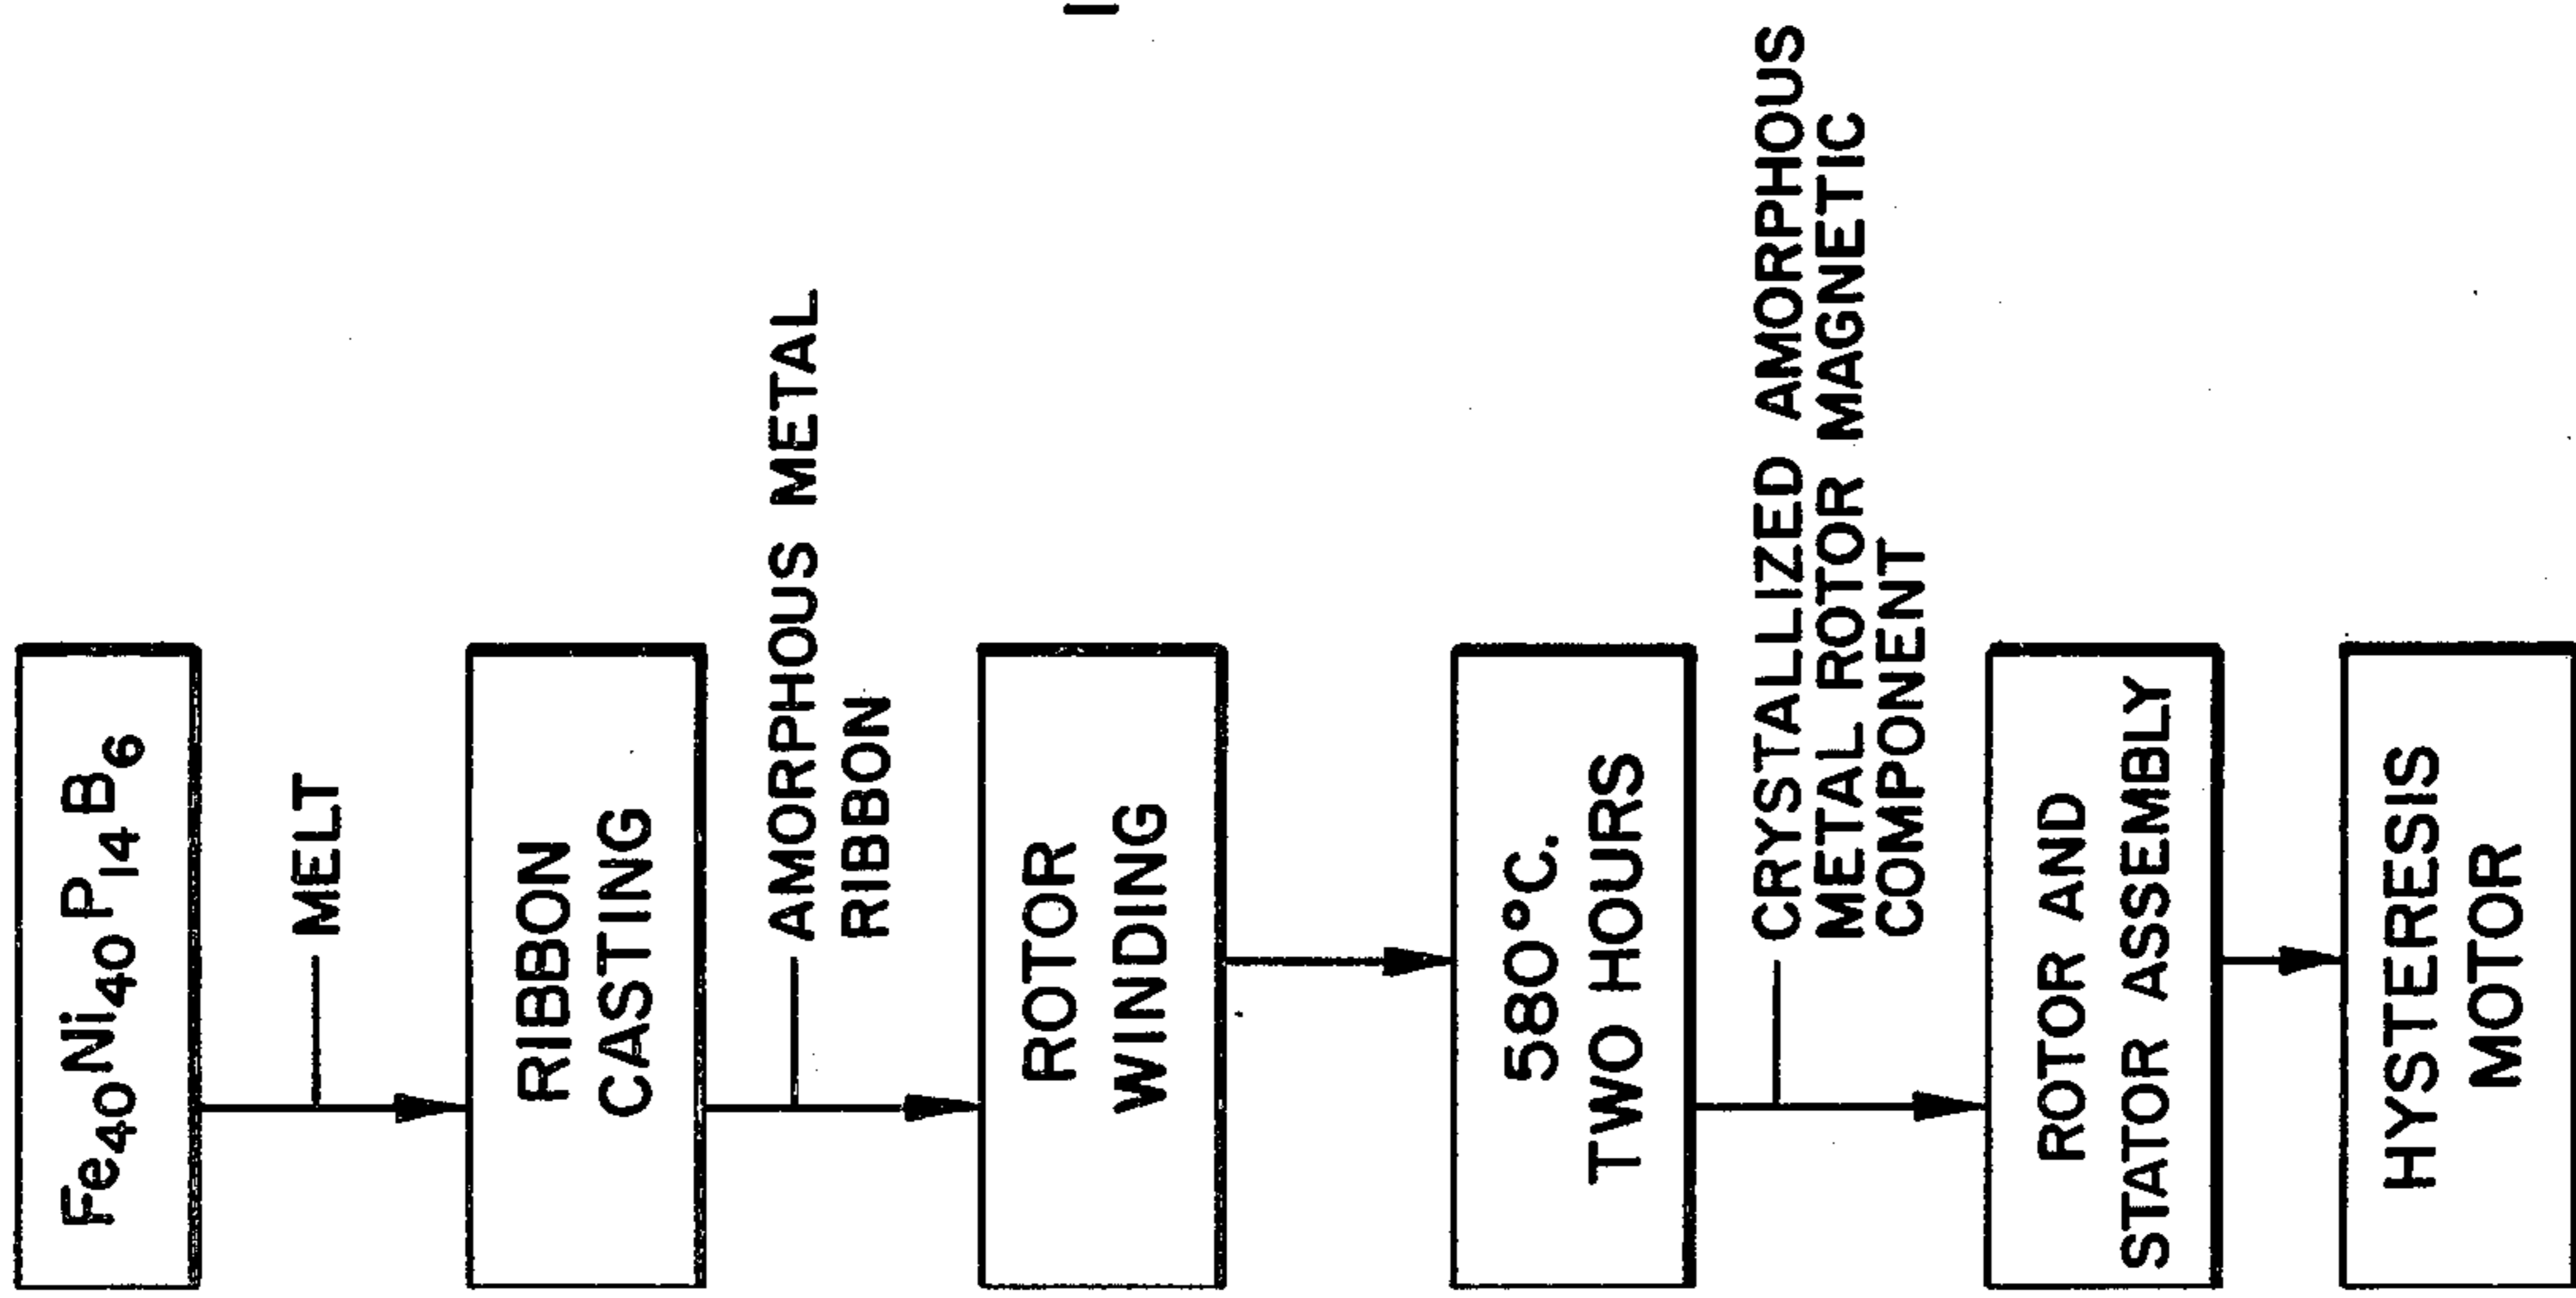 Fe40Ni40P14B6
MELT
RIBBON
CASTING
AMORPHOUS METAL
RIBBON
ROTOR
WINDING
580°C.
TWO HOURS
CRYSTALLIZED AMORPHOUS
METAL ROTOR MAGNETIC
COMPONENT
ROTOR AND
STATOR ASSEMBLY
HYSTERESIS
MOTOR